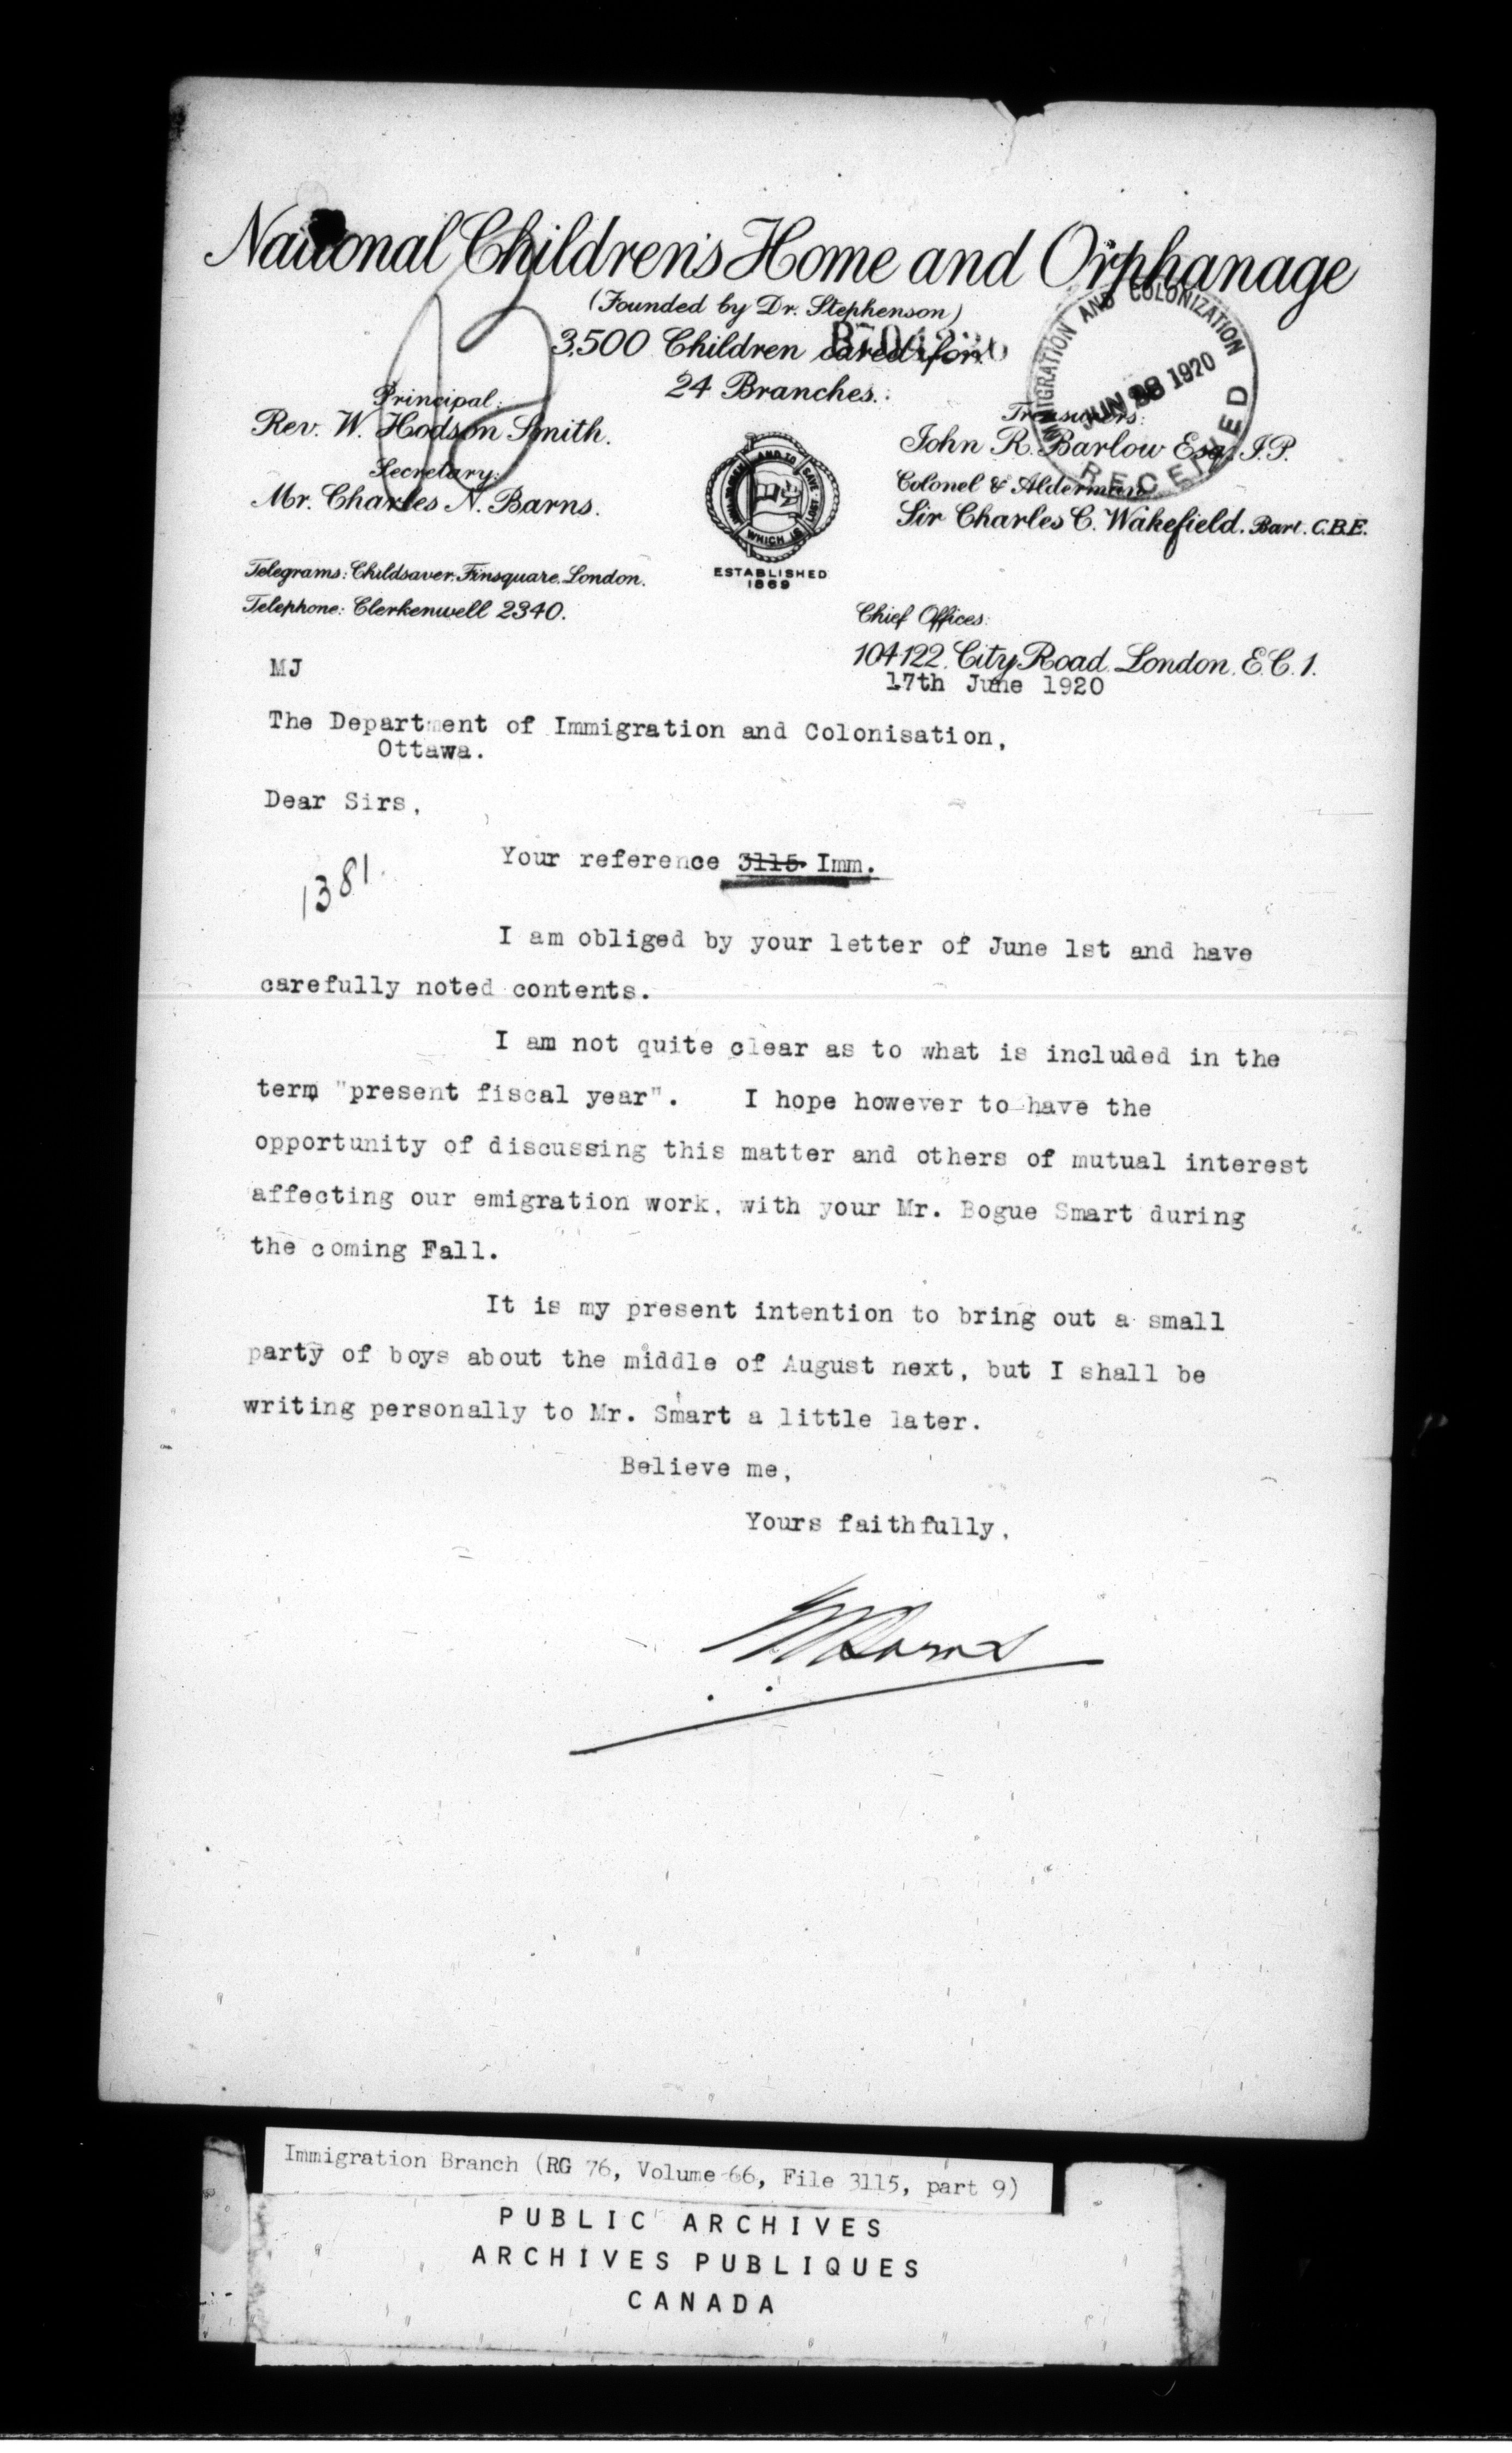 National Children's Home and Orphanage
(Founded by Dr. Stephenson)
3,500 Children cared for.
24 Branches.
IMMIGRATION AND COLONIZATION
JUN 28 1920
RECEIVED
Principal:
Rev. W. Hodson Smith.
Secretary:
Mr. Charles N. Barns.
Treasurers:
John R. Barlow Esq. J.P.
Colonel & Alderman
Sir Charles C. Wakefield. Bart. C.B.E.
AND TO SAVE THAT WHICH IS
ESTABLISHED
1869
Telegrams: Childsaver. Finsquare. London.
Telephone: Clerkenwell 2340.
Chief Offices:
104-122. City Road. London. E.C. 1.
MJ
17th June 1920
The Department of Immigration and Colonisation,
Ottawa.
Dear Sirs,
Your reference 3115 Imm.
1381.
I am obliged by your letter of June 1st and have
carefully noted contents.
I am not quite clear as to what is included in the
term "present fiscal year". I hope however to have the
opportunity of discussing this matter and others of mutual interest
affecting our emigration work, with your Mr. Bogue Smart during
the coming Fall.
It is my present intention to bring out a small
party of boys about the middle of August next, but I shall be
writing personally to Mr. Smart a little later.
Believe me,
Yours faithfully,
Immigration Branch (RG 76, Volume 66, File 3115, part 9)
PUBLIC ARCHIVES
ARCHIVES PUBLIQUES
CANADA